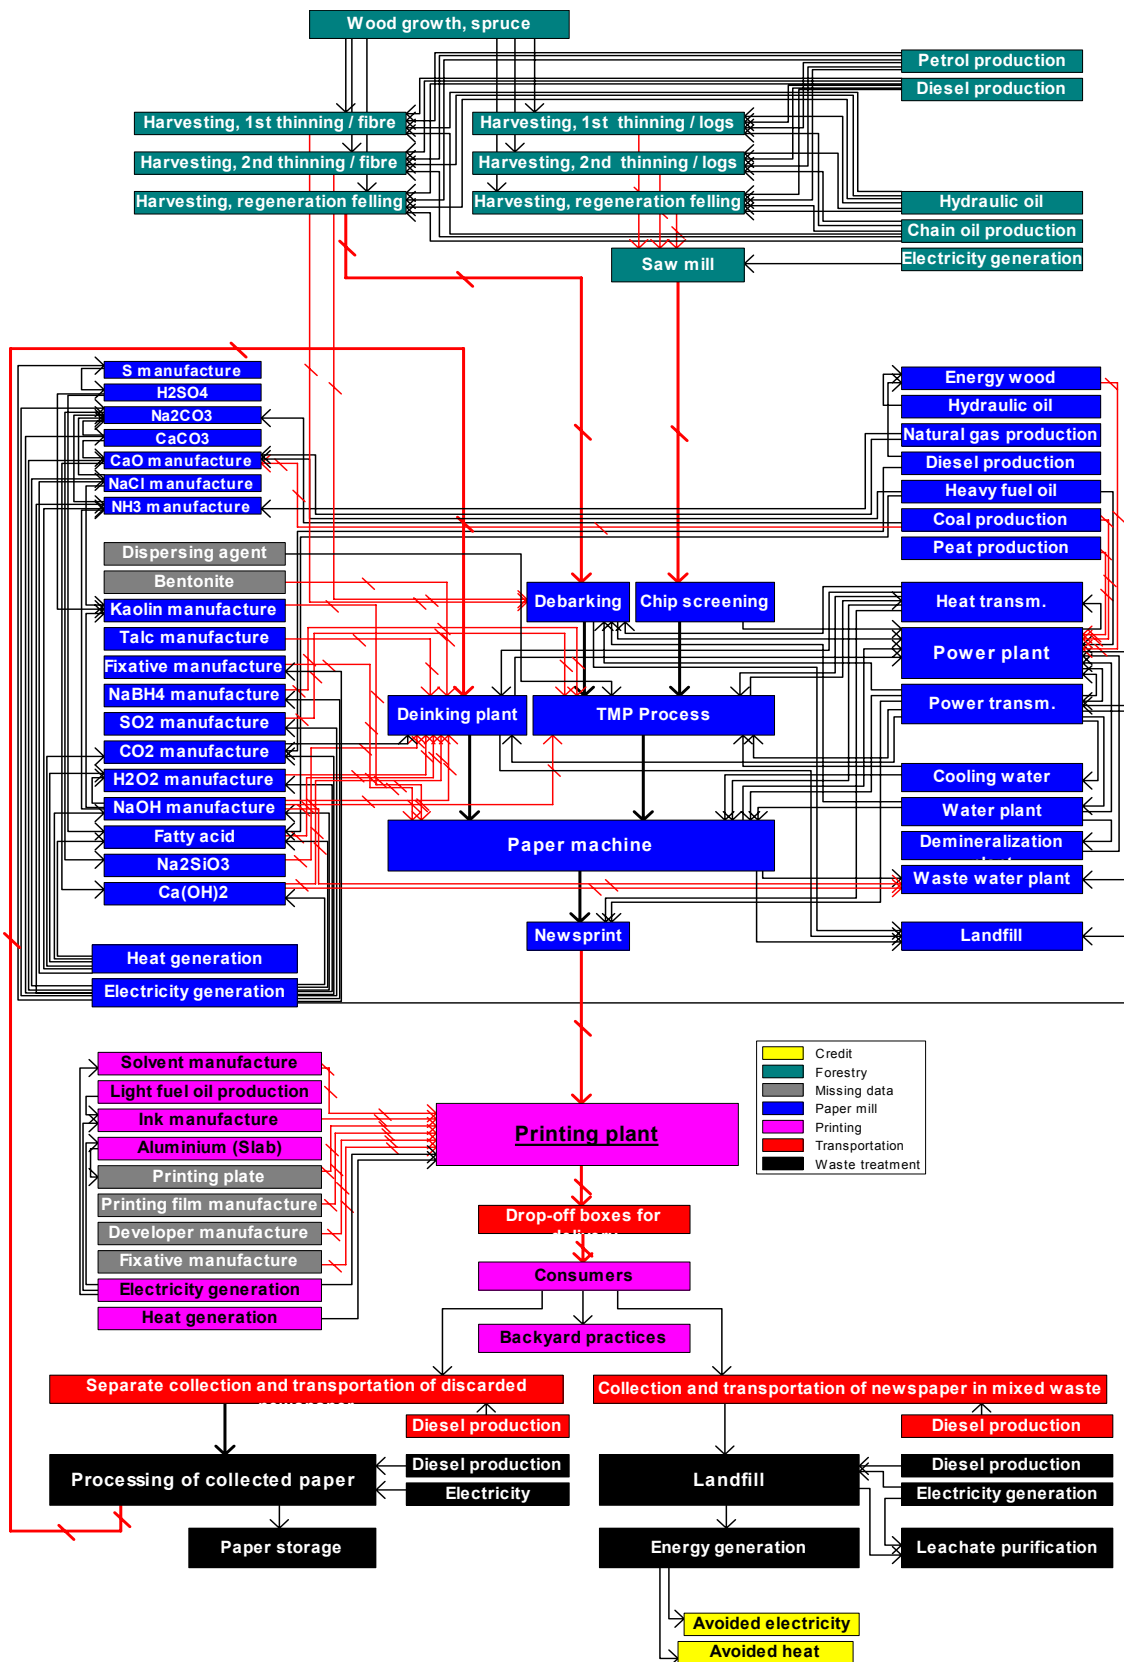 Wood growth, spruce
Petrol production
Diesel production
Harvesting, 1st thinning / fibre
Harvesting, 1st thinning / logs
Harvesting, 2nd thinning / fibre
Harvesting, 2nd thinning / logs
Harvesting, regeneration felling
Harvesting, regeneration felling
Hydraulic oil
Chain oil production
Saw mill
Electricity generation
S manufacture
H2SO4
Na2CO3
CaCO3
CaO manufacture
NaCl manufacture
NH3 manufacture
Energy wood
Hydraulic oil
Natural gas production
Diesel production
Heavy fuel oil
Coal production
Peat production
Dispersing agent
Bentonite
Kaolin manufacture
Talc manufacture
Fixative manufacture
NaBH4 manufacture
SO2 manufacture
CO2 manufacture
H2O2 manufacture
NaOH manufacture
Fatty acid
Na2SiO3
Ca(OH)2
Debarking
Chip screening
Heat transm.
Power plant
Power transm.
Deinking plant
TMP Process
Cooling water
Water plant
Paper machine
Demineralization
Waste water plant
Newsprint
Landfill
Heat generation
Electricity generation
Solvent manufacture
Light fuel oil production
Ink manufacture
Aluminium (Slab)
Printing plate
Printing film manufacture
Developer manufacture
Fixative manufacture
Electricity generation
Heat generation
Printing plant
Credit
Forestry
Missing data
Paper mill
Printing
Transportation
Waste treatment
Drop-off boxes for
delivery
Consumers
Backyard practices
Separate collection and transportation of discarded
newspaper
Diesel production
Collection and transportation of newspaper in mixed waste
Diesel production
Processing of collected paper
Diesel production
Electricity
Landfill
Diesel production
Electricity generation
Paper storage
Energy generation
Leachate purification
Avoided electricity
Avoided heat